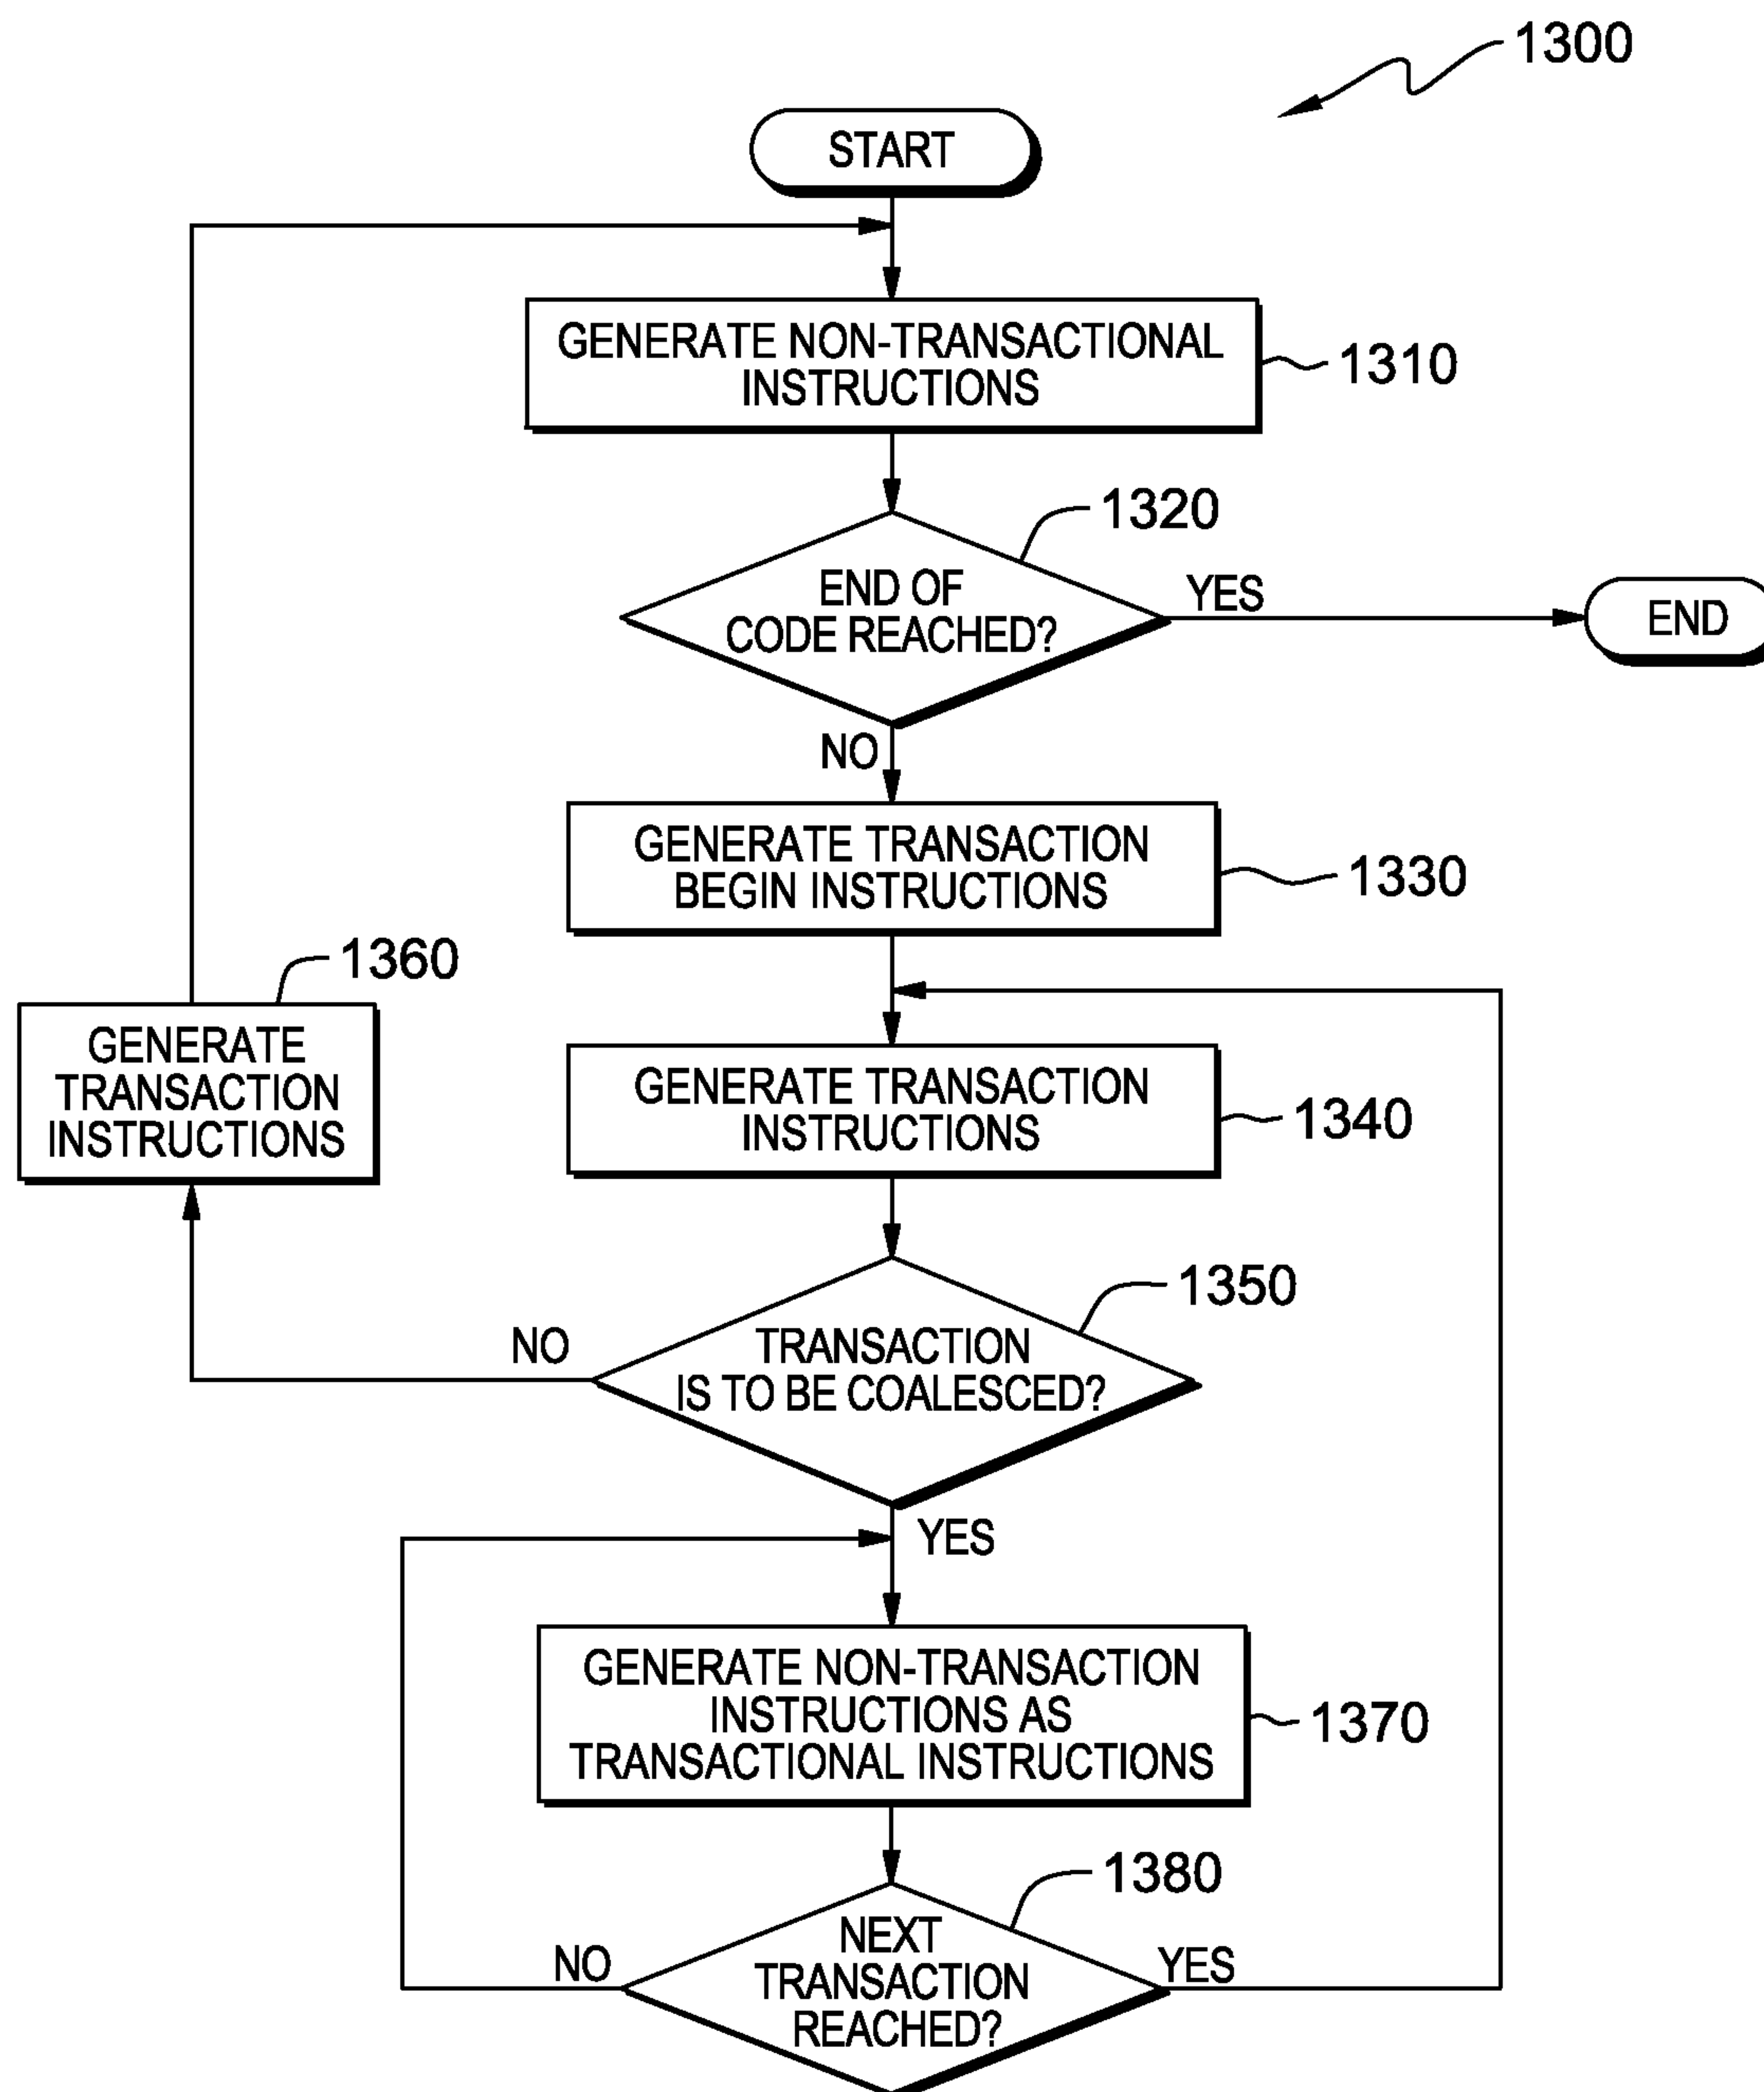 1300
START
GENERATE NON-TRANSACTIONAL
INSTRUCTIONS
1310
1320
END OF
CODE REACHED?
YES
END
NO
GENERATE TRANSACTION
BEGIN INSTRUCTIONS
1330
1360
GENERATE
TRANSACTION
INSTRUCTIONS
GENERATE TRANSACTION
INSTRUCTIONS
1340
1350
NO
TRANSACTION
IS TO BE COALESCED?
YES
GENERATE NON-TRANSACTION
INSTRUCTIONS AS
TRANSACTIONAL INSTRUCTIONS
1370
1380
NO
NEXT
TRANSACTION
REACHED?
YES